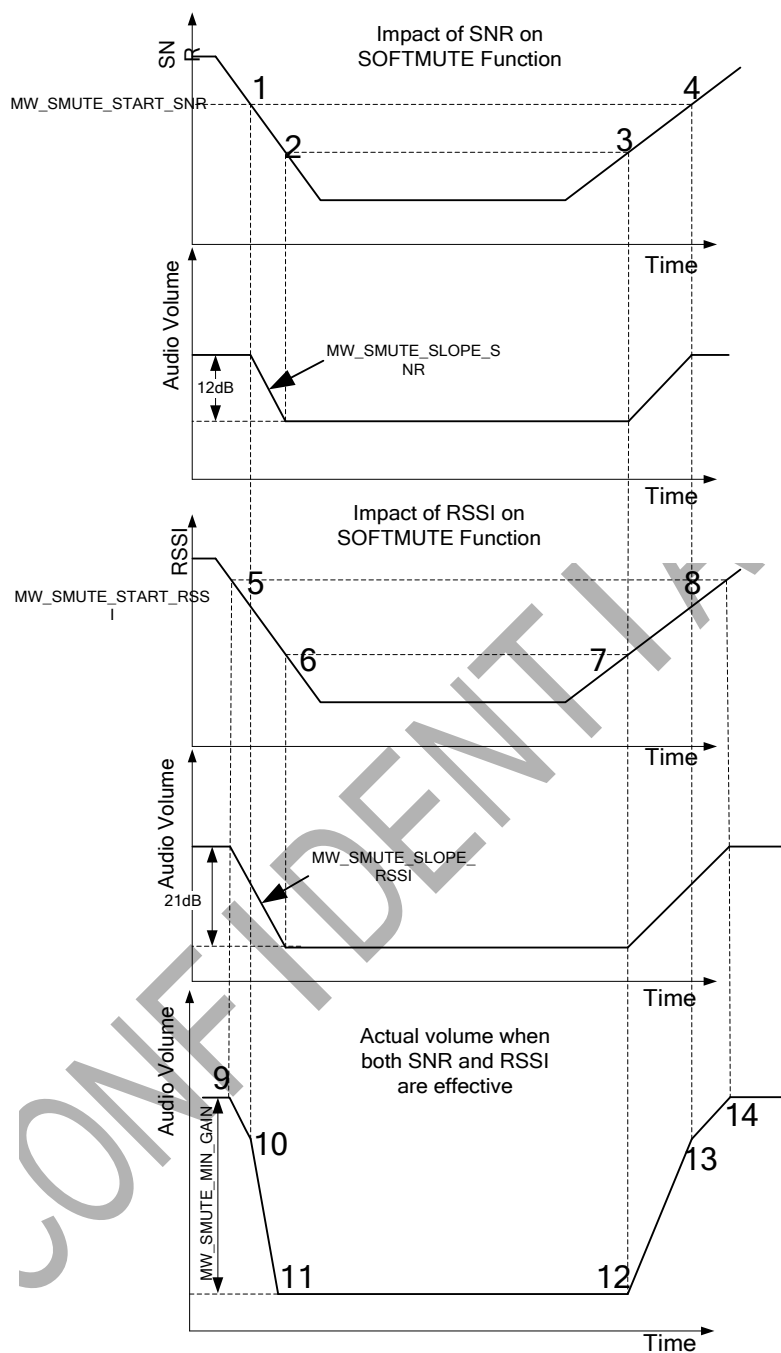 Impact of SNR on
SOFTMUTE Function
SN
R
MW_SMUTE_START_SNR
1
4
2
3
Time
Audio Volume
MW_SMUTE_SLOPE_S
NR
12dB
Time
Impact of RSSI on
SOFTMUTE Function
RSSI
MW_SMUTE_START_RSS
I
5
8
6
7
Time
Audio Volume
MW_SMUTE_SLOPE_
RSSI
21dB
Time
Audio Volume
Actual volume when
both SNR and RSSI
are effective
9
14
10
13
MW_SMUTE_MIN_GAIN
11
12
Time
CONFIDENTIA